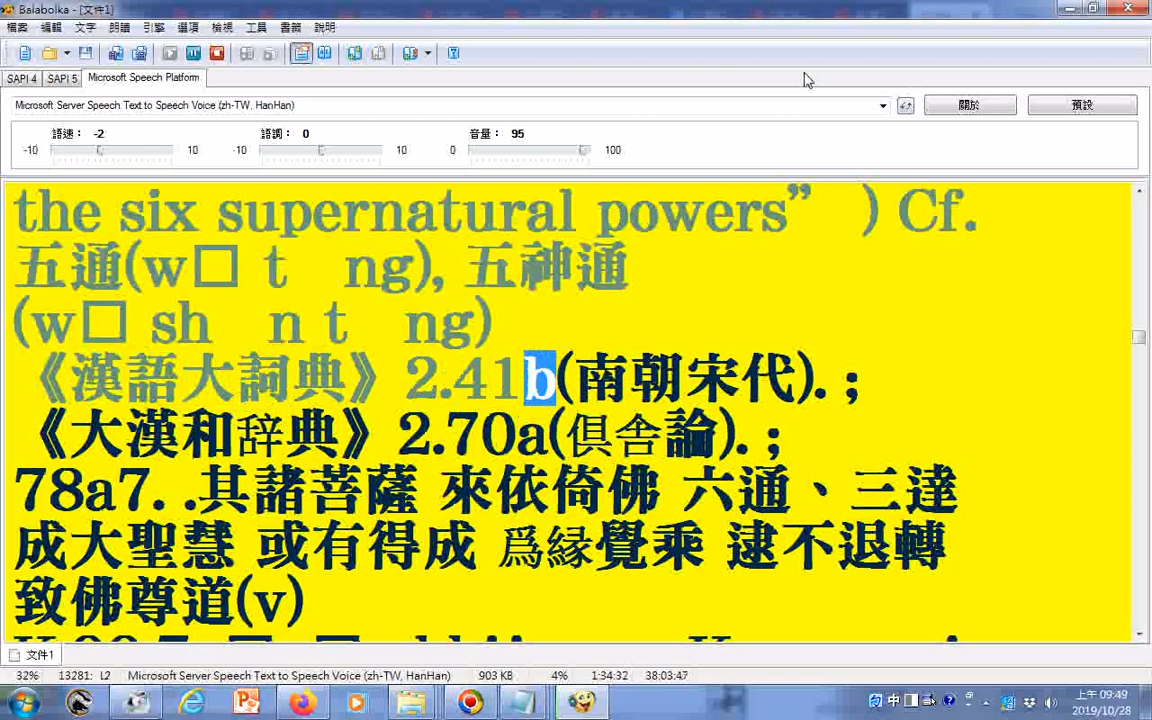 Balabolka - [文件1]
檔案 編輯 文字 朗讀 引擎 選項 檢視 工具 書籤 說明
SAPI 4 SAPI 5 Microsoft Speech Platform
Microsoft Server Speech Text to Speech Voice (zh-TW, HanHan) 關於 預設
語速： -2 語調： 0 音量： 95
-10 10 -10 10 0 100
the six supernatural powers” ) Cf.
五通(w□ t ng), 五神通
(w□ sh n t ng)
《漢語大詞典》 2.41b(南朝宋代). ;
《大漢和辞典》 2.70a(倶舎論). ;
78a7. .其諸菩薩 來依倚佛 六通、三達
成大聖慧 或有得成 爲縁覺乘 逮不退轉
致佛尊道(v)
文件1
32% 13281: L2 Microsoft Server Speech Text to Speech Voice (zh-TW, HanHan) 903 KB 4% 1:34:32 38:03:47
中
上午 09:49
2019/10/28